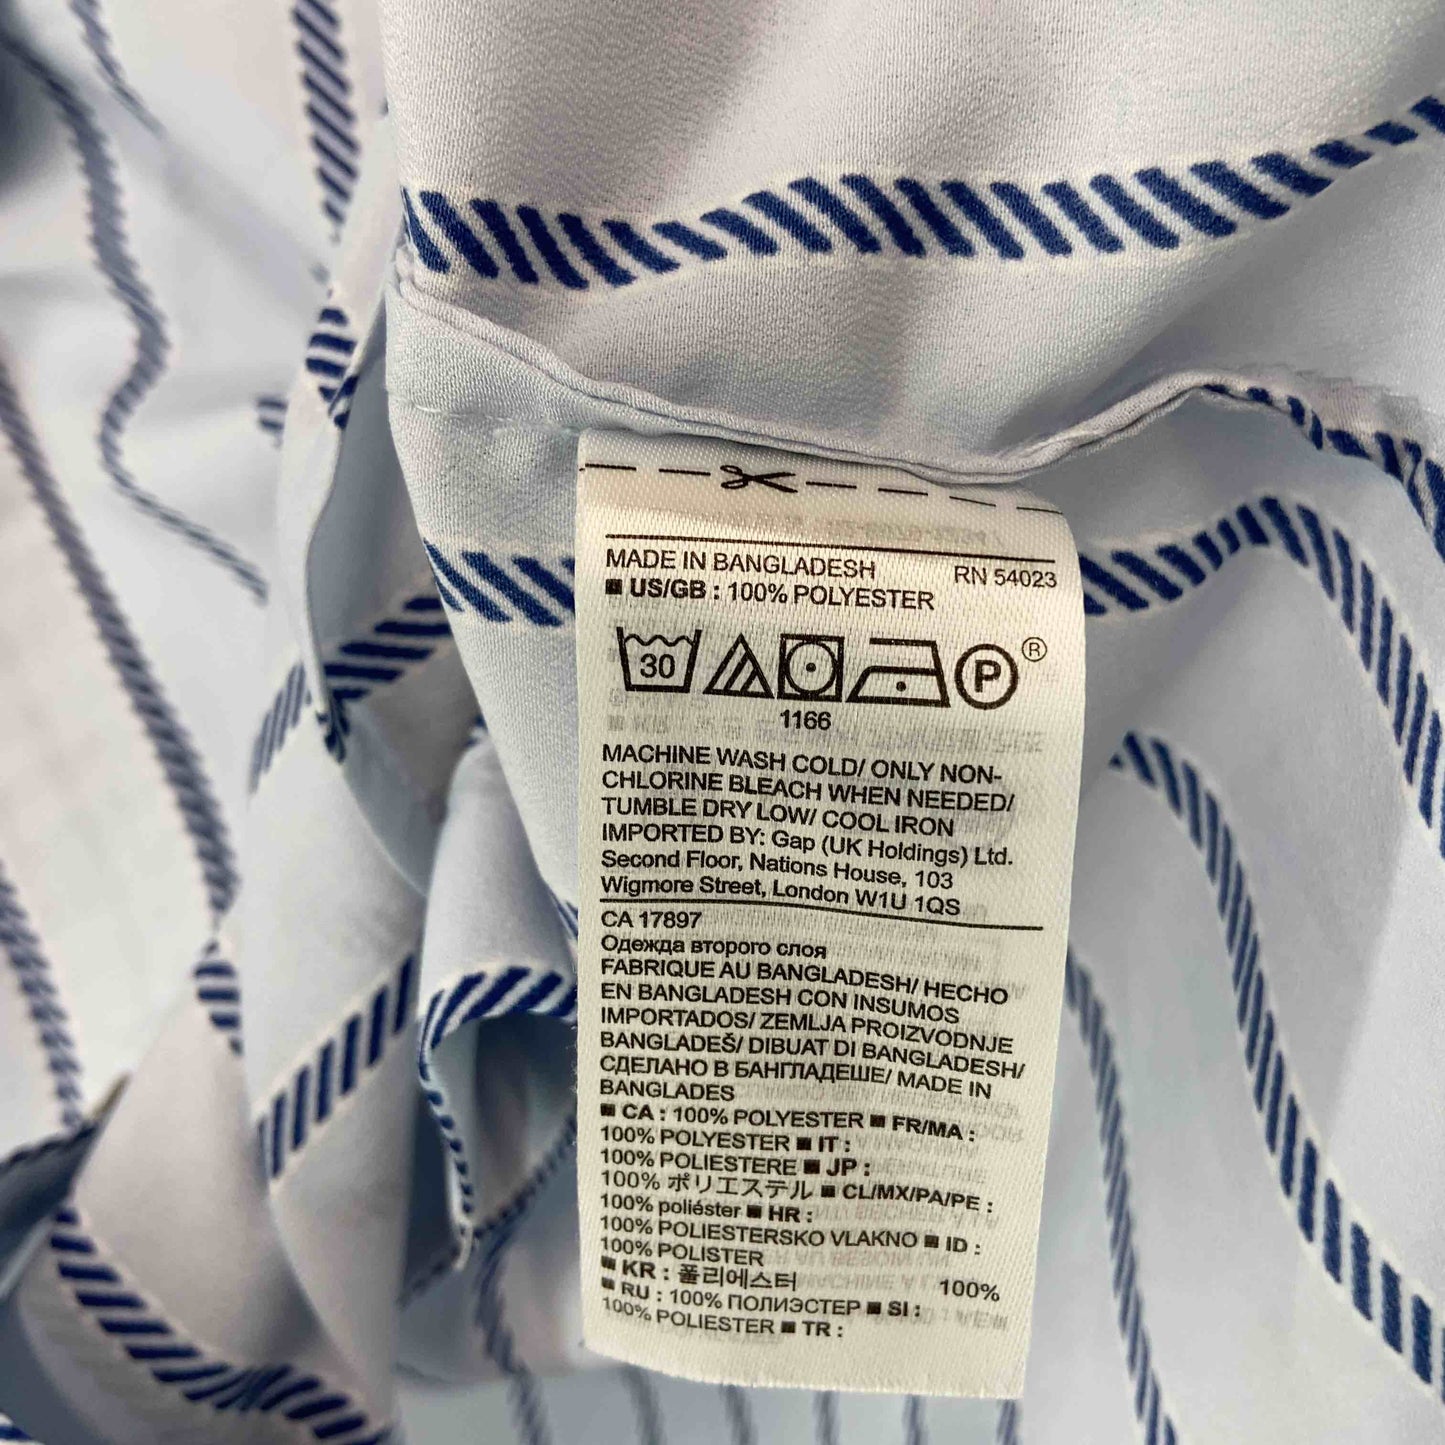 MADE IN BANGLADESH RN 54023
■ US/GB : 100% POLYESTER
30 P ®
1166
MACHINE WASH COLD/ ONLY NON-
CHLORINE BLEACH WHEN NEEDED/
TUMBLE DRY LOW/ COOL IRON
IMPORTED BY: Gap (UK Holdings) Ltd.
Second Floor, Nations House, 103
Wigmore Street, London W1U 1QS
CA 17897
Одежда второго слоя
FABRIQUE AU BANGLADESH/ HECHO
EN BANGLADESH CON INSUMOS
IMPORTADOS/ ZEMLJA PROIZVODNJE
BANGLADEŠ/ DIBUAT DI BANGLADESH/
СДЕЛАНО В БАНГЛАДЕШЕ/ MADE IN
BANGLADES
■ CA : 100% POLYESTER ■ FR/MA :
100% POLYESTER ■ IT :
100% POLIESTERE ■ JP :
100% ポリエステル ■ CL/MX/PA/PE :
100% poliéster ■ HR :
100% POLIESTERSKO VLAKNO ■ ID :
100% POLISTER
■ KR : 폴리에스터 100%
■ RU : 100% ПОЛИЭСТЕР ■ SI :
100% POLIESTER ■ TR :